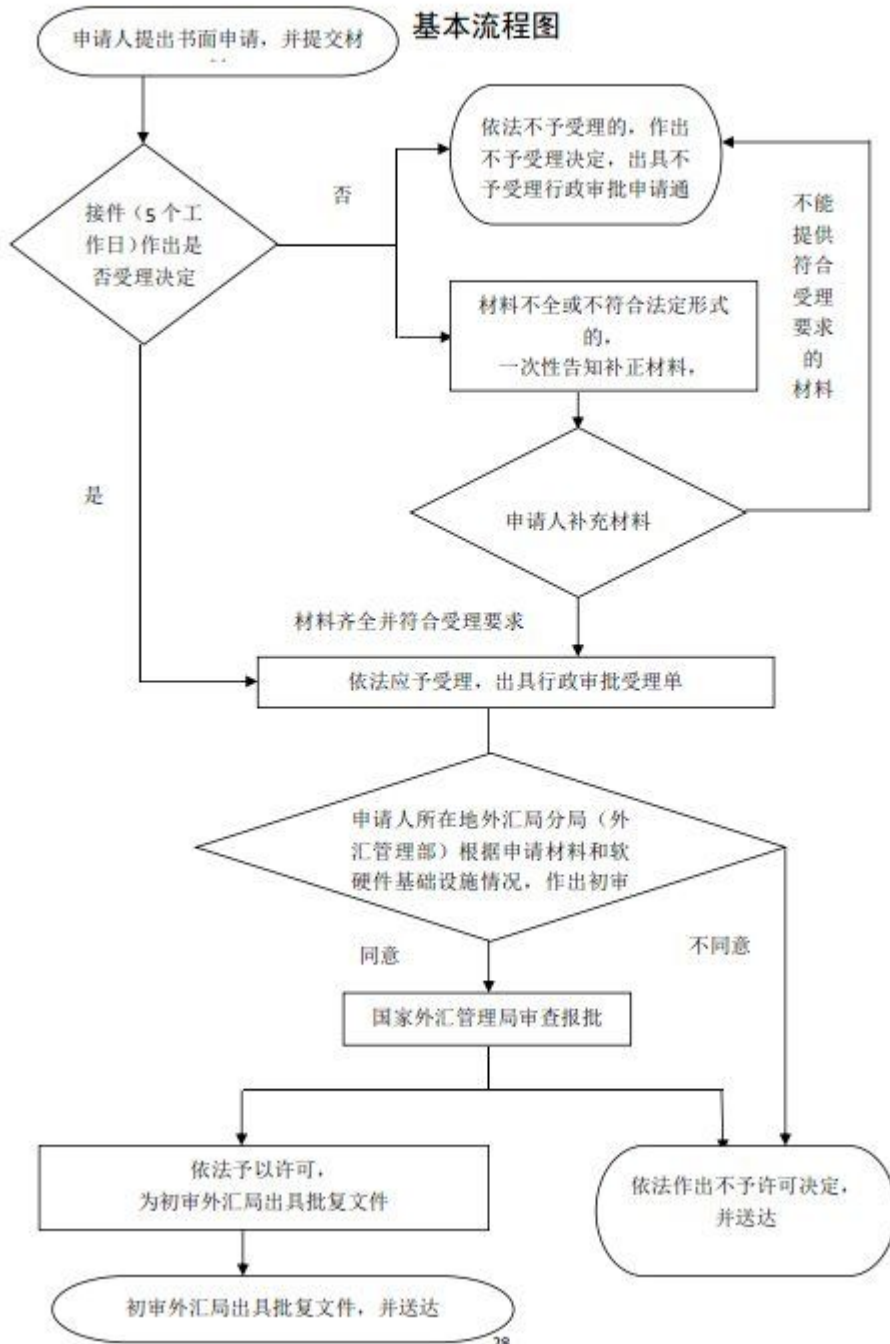 基本流程图
申请人提出书面申请，并提交材
依法不予受理的，作出
不予受理决定，出具不
予受理行政审批申请通
接件（5 个工
作日）作出是
否受理决定
否
不能
提供
符合
受理
要求
的
材料
材料不全或不符合法定形式
的，
一次性告知补正材料，
是
申请人补充材料
材料齐全并符合受理要求
依法应予受理，出具行政审批受理单
申请人所在地外汇局分局（外
汇管理部）根据申请材料和软
硬件基础设施情况，作出初审
同意
不同意
国家外汇管理局审查报批
依法予以许可，
为初审外汇局出具批复文件
依法作出不予许可决定，
并送达
初审外汇局出具批复文件，并送达
28